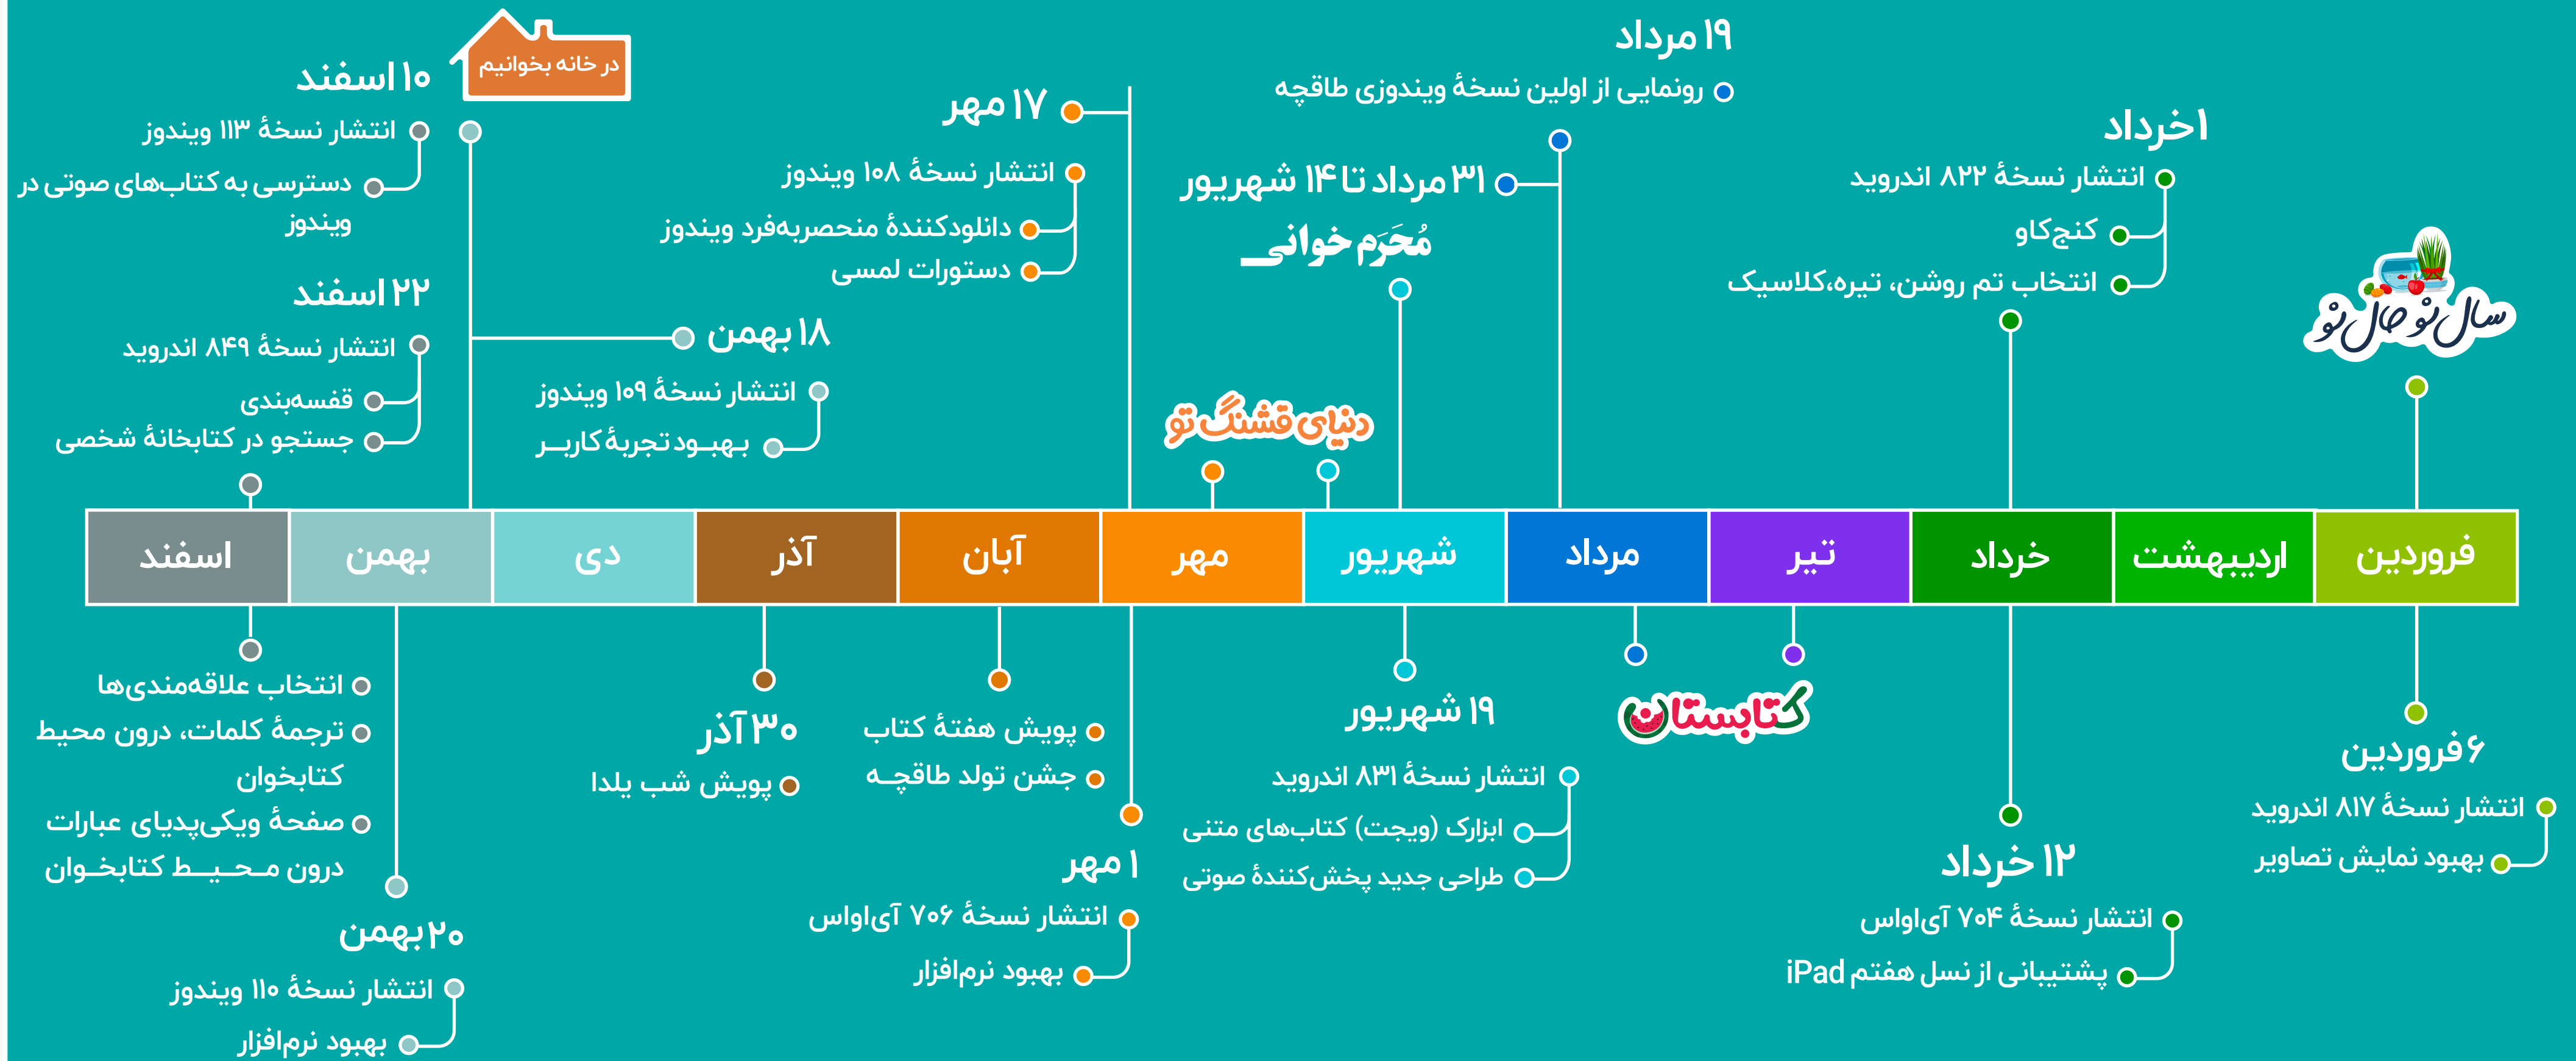 سال نو حال نو
۱ خرداد
انتشار نسخهٔ ۸۲۲ اندروید
کنج‌کاو
انتخاب تم روشن، تیره،کلاسیک
۱۹ مرداد
رونمایی از اولین نسخهٔ ویندوزی طاقچه
۳۱ مرداد تا ۱۴ شهریور
مُحَرَم خوانی
دنیای قشنگ تو
۱۷ مهر
انتشار نسخهٔ ۱۰۸ ویندوز
دانلودکنندهٔ منحصربه‌فرد ویندوز
دستورات لمسی
در خانه بخوانیم
۱۸ بهمن
انتشار نسخهٔ ۱۰۹ ویندوز
بهبود تجربهٔ کاربر
۱۰ اسفند
انتشار نسخهٔ ۱۱۳ ویندوز
دسترسی به کتاب‌های صوتی در
ویندوز
۲۲ اسفند
انتشار نسخهٔ ۸۴۹ اندروید
قفسه‌بندی
جستجو در کتابخانهٔ شخصی
فروردین
اردیبهشت
خرداد
تیر
مرداد
شهریور
مهر
آبان
آذر
دی
بهمن
اسفند
۶ فروردین
انتشار نسخهٔ ۸۱۷ اندروید
بهبود نمایش تصاویر
۱۲ خرداد
انتشار نسخهٔ ۷۰۴ آی‌اواس
پشتیبانی از نسل هفتم iPad
کتابستان
۱۹ شهریور
انتشار نسخهٔ ۸۳۱ اندروید
ابزارک (ویجت) کتاب‌های متنی
طراحی جدید پخش‌کنندهٔ صوتی
۱ مهر
انتشار نسخهٔ ۷۰۶ آی‌اواس
بهبود نرم‌افزار
پویش هفتهٔ کتاب
جشن تولد طاقچه
۳۰ آذر
پویش شب یلدا
۲۰ بهمن
انتشار نسخهٔ ۱۱۰ ویندوز
بهبود نرم‌افزار
انتخاب علاقه‌مندی‌ها
ترجمهٔ کلمات، درون محیط
کتابخوان
صفحهٔ ویکی‌پدیای عبارات
درون محیط کتابخوان